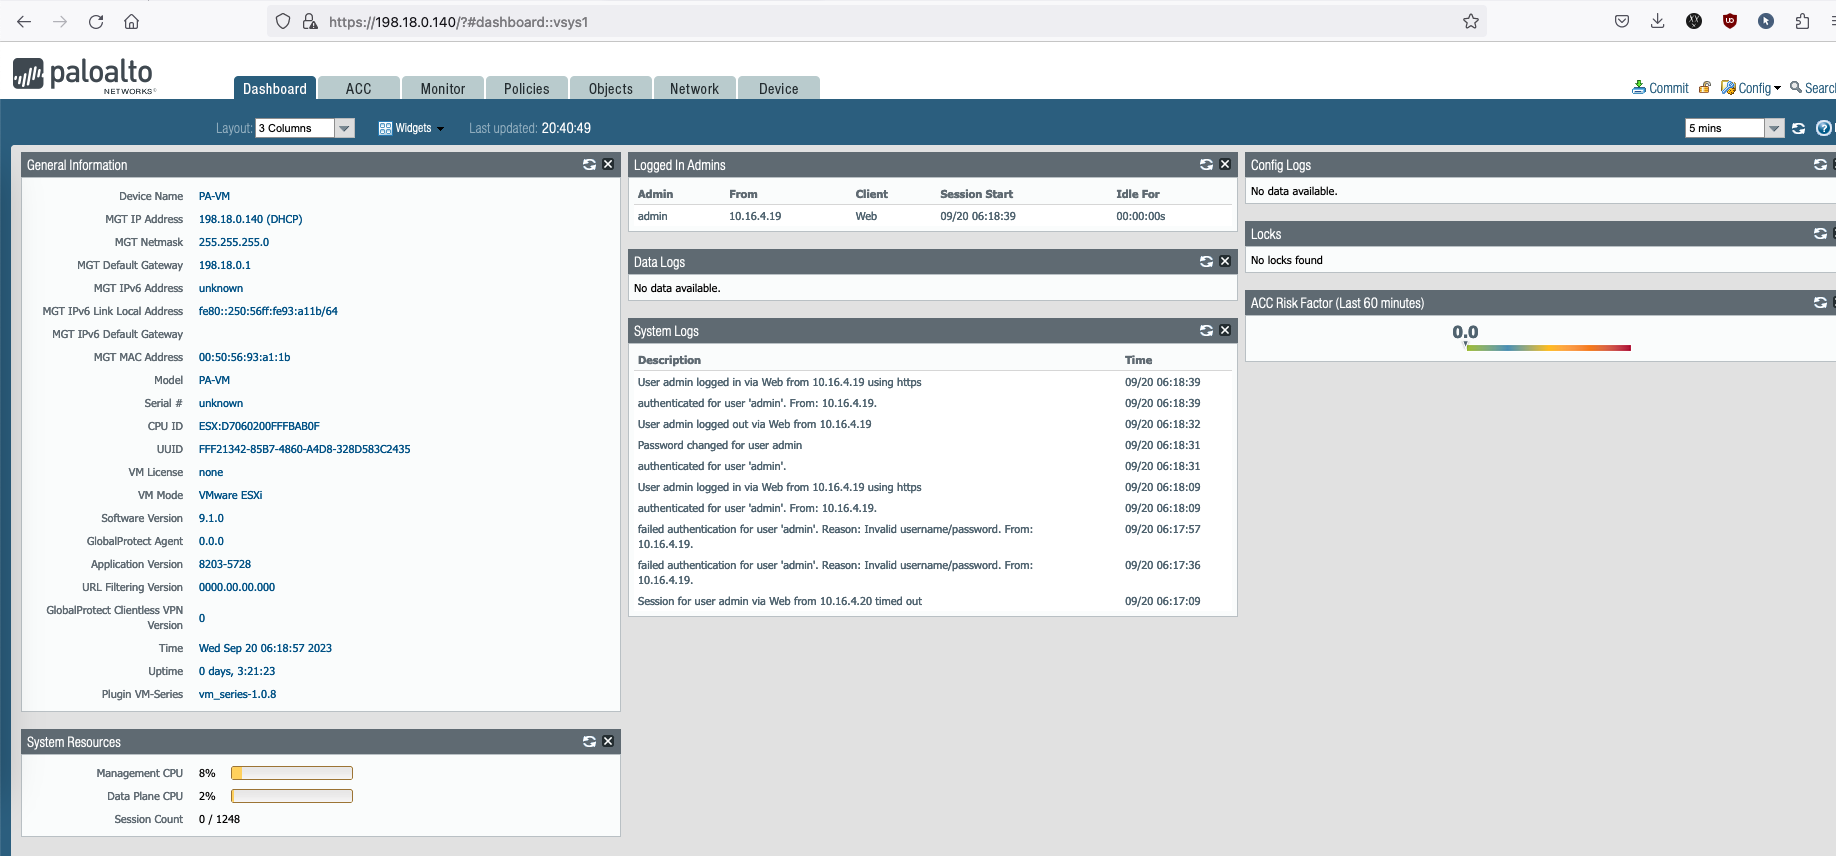 https://198.18.0.140/?#dashboard::vsys1
paloalto
NETWORKS®
Dashboard
ACC
Monitor
Policies
Objects
Network
Device
Commit
Config
Layout: 3 Columns
Widgets
Last updated: 20:40:49
5 mins
General Information
Device Name PA-VM
MGT IP Address 198.18.0.140 (DHCP)
MGT Netmask 255.255.255.0
MGT Default Gateway 198.18.0.1
MGT IPv6 Address unknown
MGT IPv6 Link Local Address fe80::250:56ff:fe93:a11b/64
MGT IPv6 Default Gateway
MGT MAC Address 00:50:56:93:a1:1b
Model PA-VM
Serial # unknown
CPU ID ESX:D7060200FFFBAB0F
UUID FFF21342-85B7-4860-A4D8-328D583C2435
VM License none
VM Mode VMware ESXi
Software Version 9.1.0
GlobalProtect Agent 0.0.0
Application Version 8203-5728
URL Filtering Version 0000.00.00.000
GlobalProtect Clientless VPN
Version 0
Time Wed Sep 20 06:18:57 2023
Uptime 0 days, 3:21:23
Plugin VM-Series vm_series-1.0.8
System Resources
Management CPU 8%
Data Plane CPU 2%
Session Count 0 / 1248
Logged In Admins
Admin From Client Session Start Idle For
admin 10.16.4.19 Web 09/20 06:18:39 00:00:00s
Data Logs
No data available.
System Logs
Description Time
User admin logged in via Web from 10.16.4.19 using https 09/20 06:18:39
authenticated for user 'admin'. From: 10.16.4.19. 09/20 06:18:39
User admin logged out via Web from 10.16.4.19 09/20 06:18:32
Password changed for user admin 09/20 06:18:31
authenticated for user 'admin'. 09/20 06:18:31
User admin logged in via Web from 10.16.4.19 using https 09/20 06:18:09
authenticated for user 'admin'. From: 10.16.4.19. 09/20 06:18:09
failed authentication for user 'admin'. Reason: Invalid username/password. From: 09/20 06:17:57
10.16.4.19.
failed authentication for user 'admin'. Reason: Invalid username/password. From: 09/20 06:17:36
10.16.4.19.
Session for user admin via Web from 10.16.4.20 timed out 09/20 06:17:09
Config Logs
No data available.
Locks
No locks found
ACC Risk Factor (Last 60 minutes)
0.0